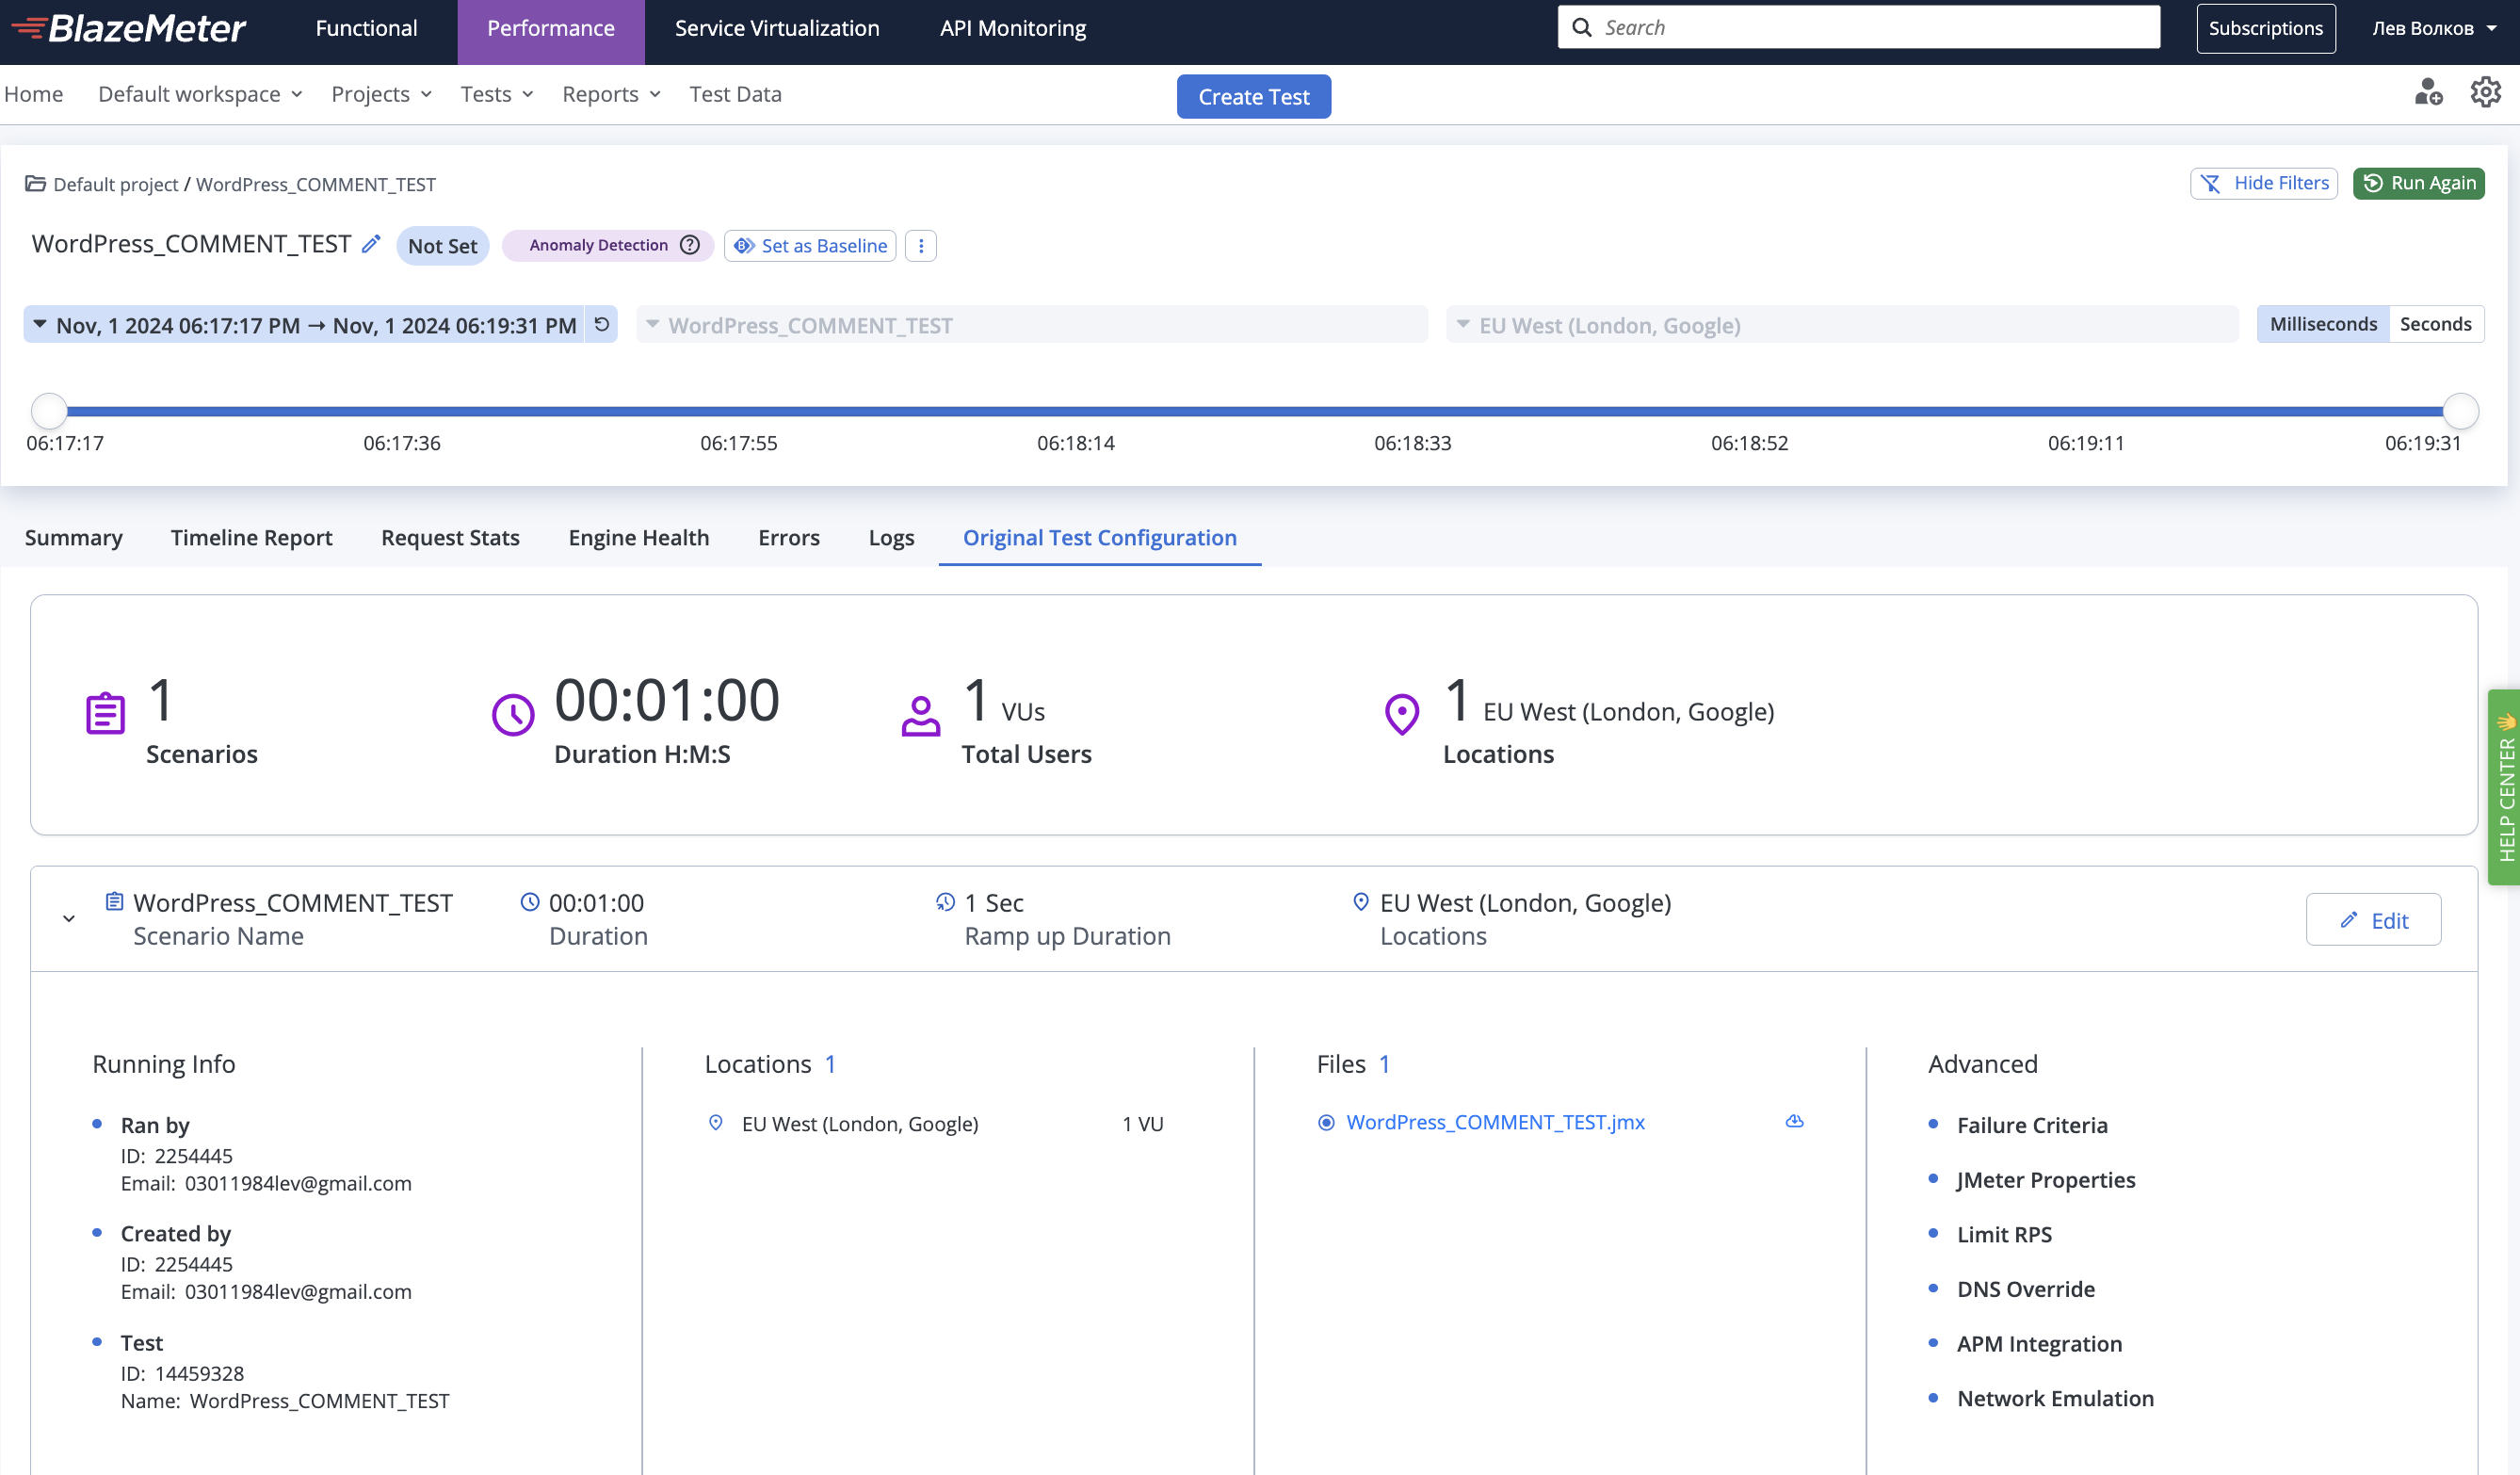 BlazeMeter Functional Performance Service Virtualization API Monitoring Search Subscriptions Лев Волков
Home Default workspace Projects Tests Reports Test Data Create Test
Default project / WordPress_COMMENT_TEST Hide Filters Run Again
WordPress_COMMENT_TEST Not Set Anomaly Detection ? Set as Baseline
Nov, 1 2024 06:17:17 PM → Nov, 1 2024 06:19:31 PM WordPress_COMMENT_TEST EU West (London, Google) Milliseconds Seconds
06:17:17 06:17:36 06:17:55 06:18:14 06:18:33 06:18:52 06:19:11 06:19:31
Summary Timeline Report Request Stats Engine Health Errors Logs Original Test Configuration
1 00:01:00 1 VUs 1 EU West (London, Google)
Scenarios Duration H:M:S Total Users Locations
HELP CENTER
WordPress_COMMENT_TEST 00:01:00 1 Sec EU West (London, Google) Edit
Scenario Name Duration Ramp up Duration Locations
Running Info
Ran by
ID: 2254445
Email: 03011984lev@gmail.com
Created by
ID: 2254445
Email: 03011984lev@gmail.com
Test
ID: 14459328
Name: WordPress_COMMENT_TEST
Locations 1
EU West (London, Google) 1 VU
Files 1
WordPress_COMMENT_TEST.jmx
Advanced
Failure Criteria
JMeter Properties
Limit RPS
DNS Override
APM Integration
Network Emulation